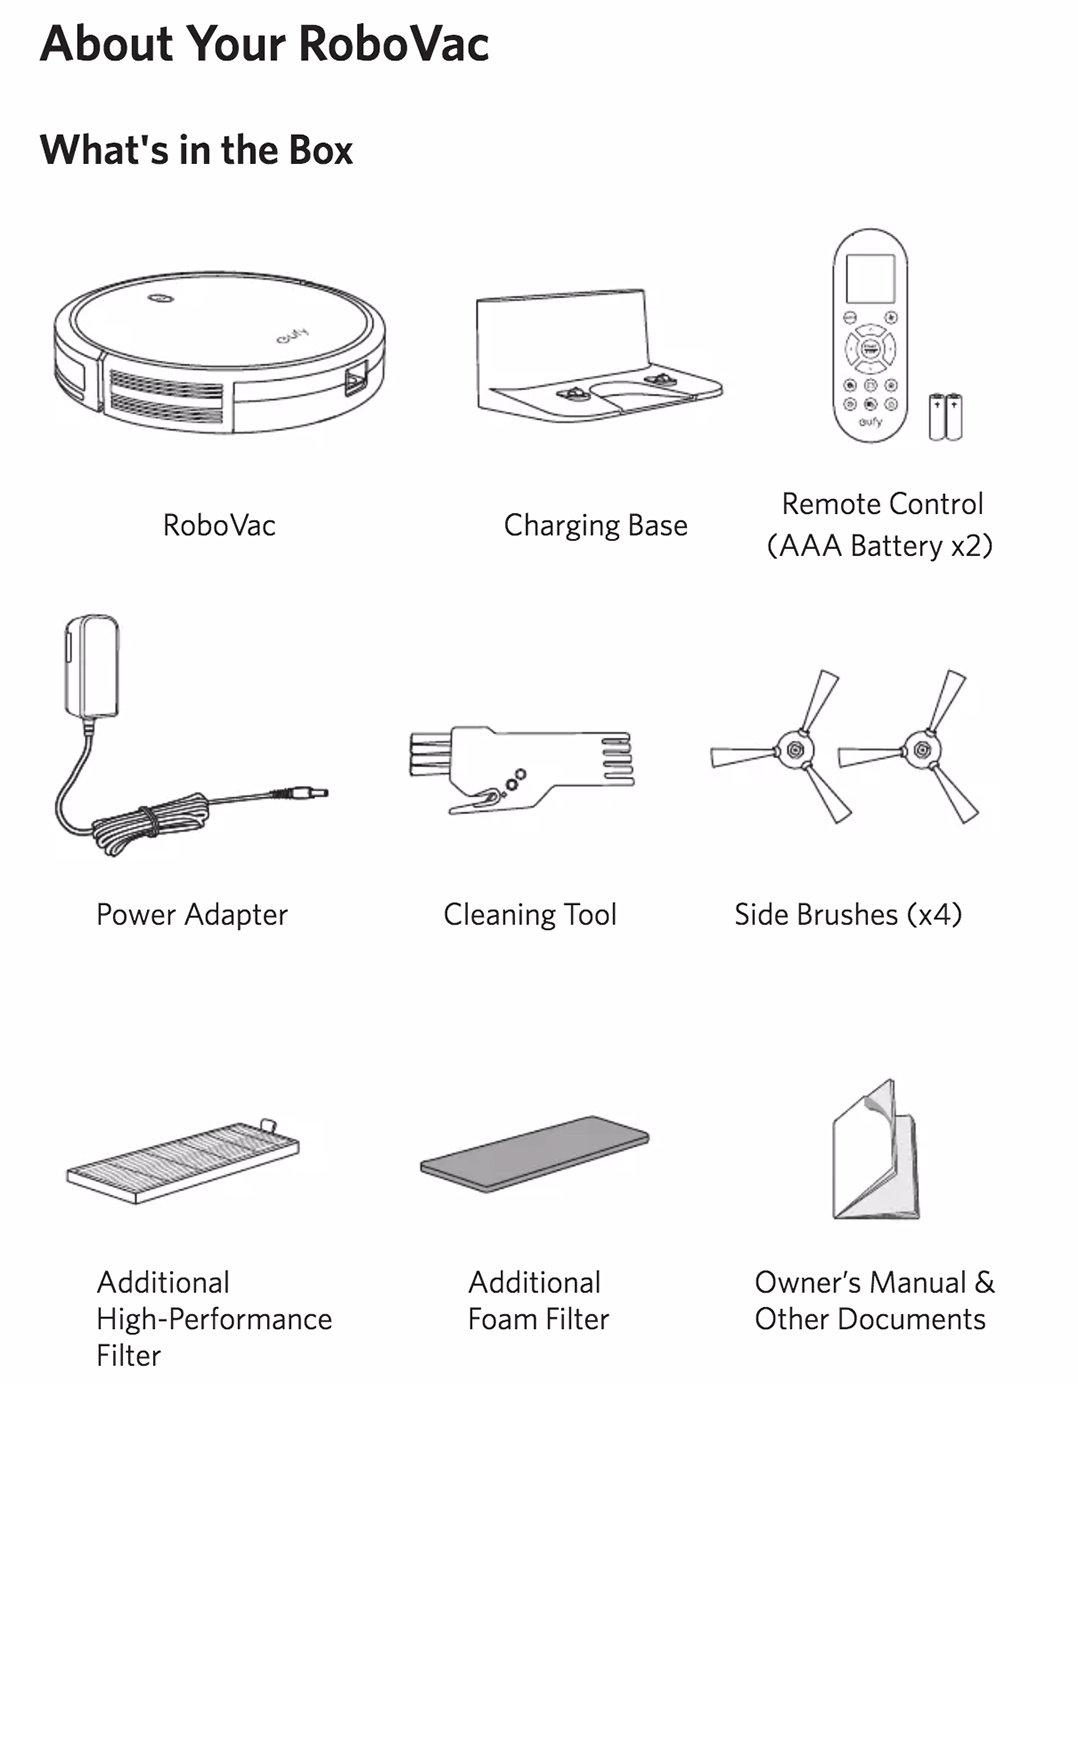 About Your RoboVac
What's in the Box
eufy
eufy
RoboVac
Charging Base
Remote Control
(AAA Battery x2)
Power Adapter
Cleaning Tool
Side Brushes (x4)
Additional
High-Performance
Filter
Additional
Foam Filter
Owner’s Manual &
Other Documents